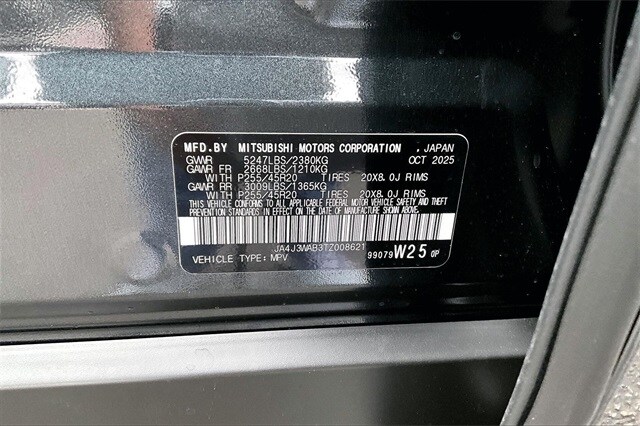 MFD.BY MITSUBISHI MOTORS CORPORATION , JAPAN
GVWR 5247LBS/2380KG OCT 2025
GAWR FR 2668LBS/1210KG
WITH P255/45R20 TIRES 20X8.0J RIMS
GAWR RR 3009LBS/1365KG
WITH P255/45R20 TIRES 20X8.0J RIMS
THIS VEHICLE CONFORMS TO ALL APPLICABLE FEDERAL MOTOR VEHICLE SAFETY AND THEFT
PREVENTION STANDARDS IN EFFECT ON THE DATE OF MANUFACTURE SHOWN ABOVE.
JA4J3WAB3TZ008621
VEHICLE TYPE: MPV 99079 W25 0P